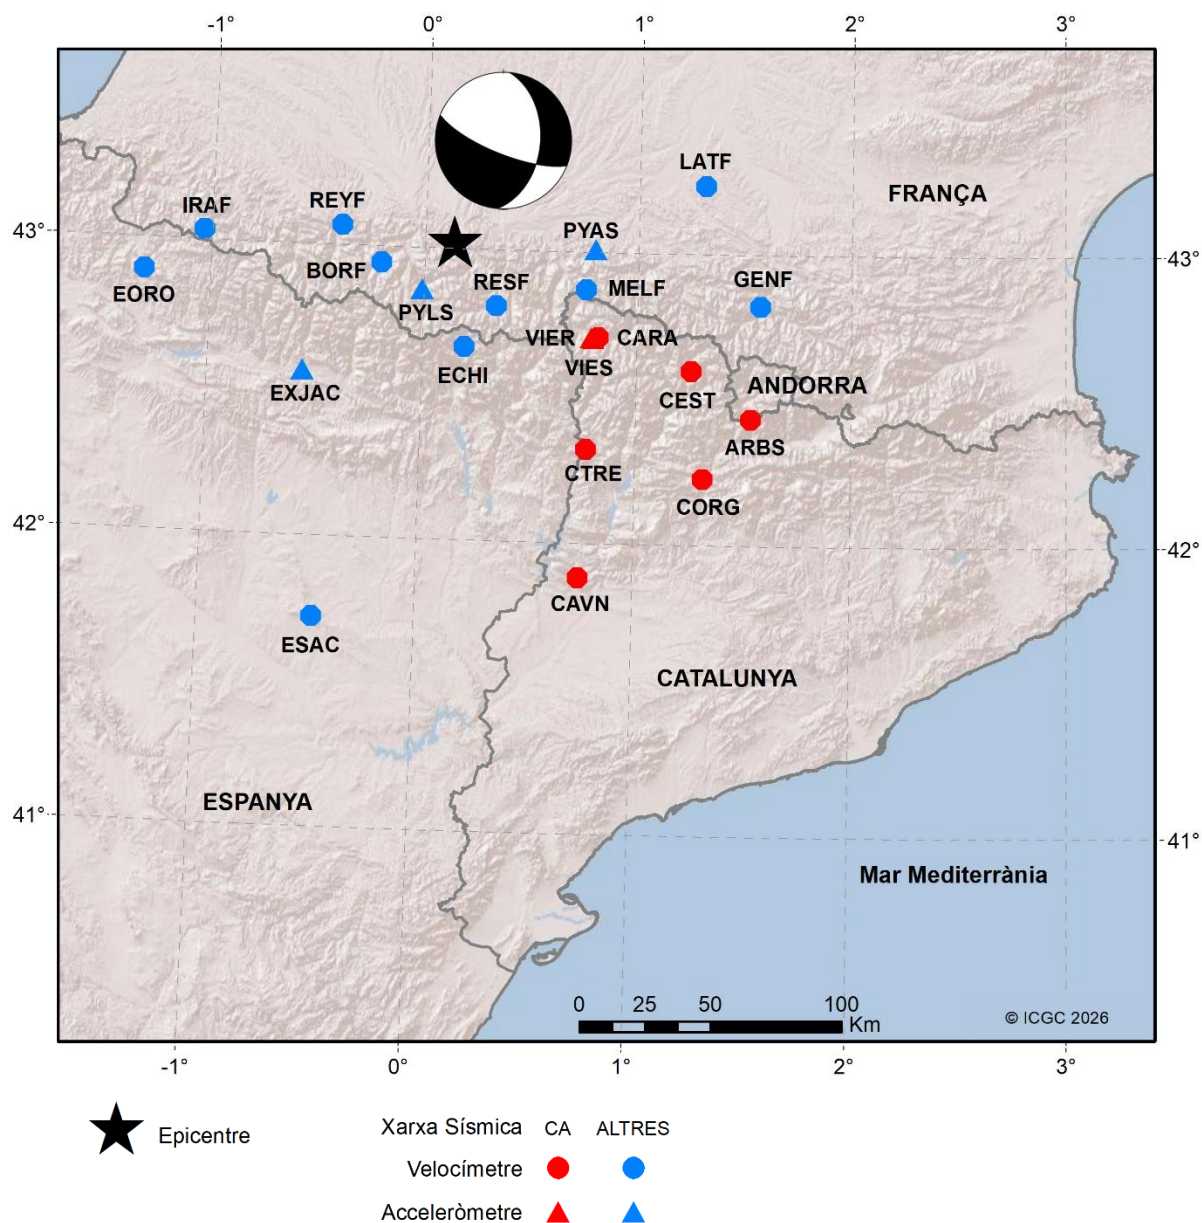 -1° 0° 1° 2° 3°
LATF
FRANÇA
IRAF
REYF
PYAS
43°
BORF
RESF
MELF
GENF
43°
EORO
PYLS
VIER
CARA
ECHI
VIES
EXJAC
CEST
ANDORRA
ARBS
CTRE
CORG
42°
42°
CAVN
ESAC
CATALUNYA
ESPANYA
41°
41°
Mar Mediterrània
0 25 50 100
Km
© ICGC 2026
-1° 0° 1° 2° 3°
Epicentre
Xarxa Sísmica CA ALTRES
Velocímetre
Acceleròmetre